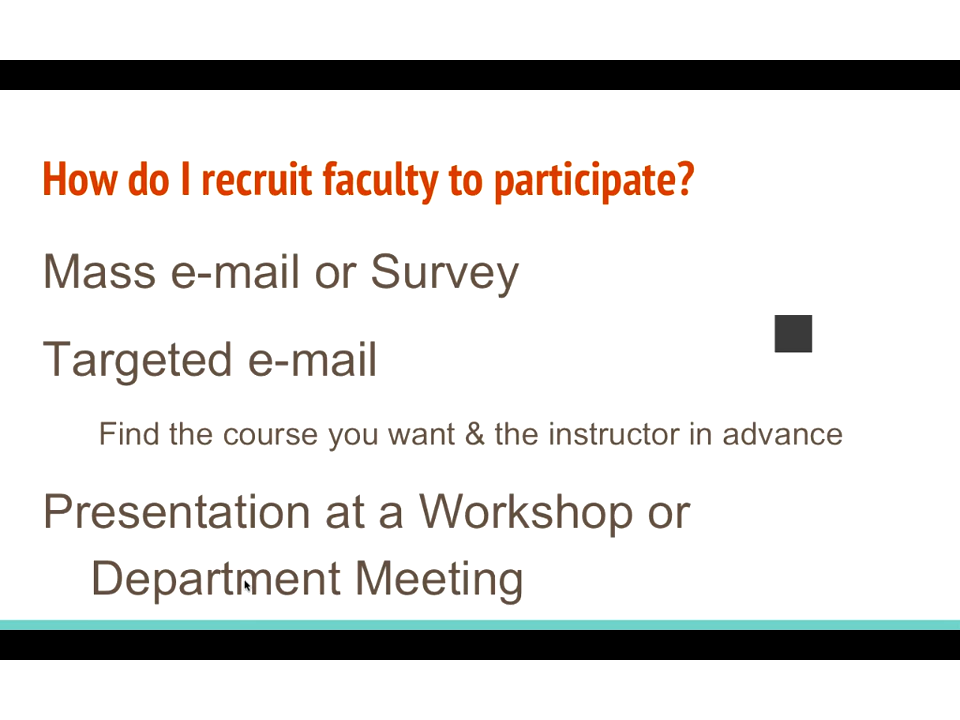 How do I recruit faculty to participate?
Mass e-mail or Survey
Targeted e-mail
Find the course you want & the instructor in advance
Presentation at a Workshop or
Department Meeting